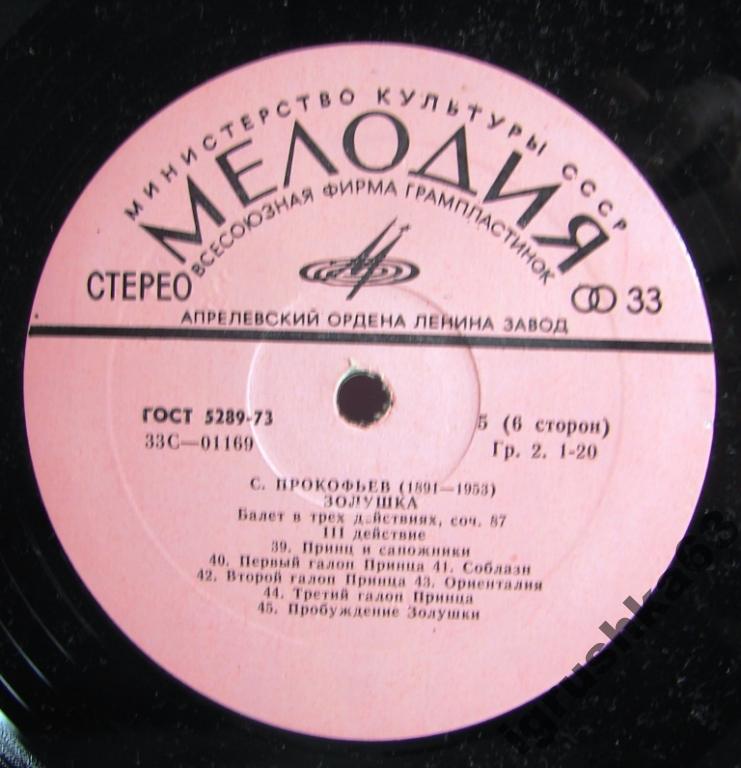 МИНИСТЕРСТВО КУЛЬТУРЫ СССР
МЕЛОДИЯ
ВСЕСОЮЗНАЯ ФИРМА ГРАМПЛАСТИНОК
СТЕРЕО
33
АПРЕЛЕВСКИЙ ОРДЕНА ЛЕНИНА ЗАВОД
ГОСТ 5289-73
5 (6 сторон)
33С—01169
Гр. 2. 1-20
С. ПРОКОФЬЕВ (1891—1953)
ЗОЛУШКА
Балет в трех действиях, соч. 87
III действие
39. Принц и сапожники
40. Первый галоп Принца 41. Соблазн
42. Второй галоп Принца 43. Ориенталия
44. Третий галоп Принца
45. Пробуждение Золушки
igrushka63